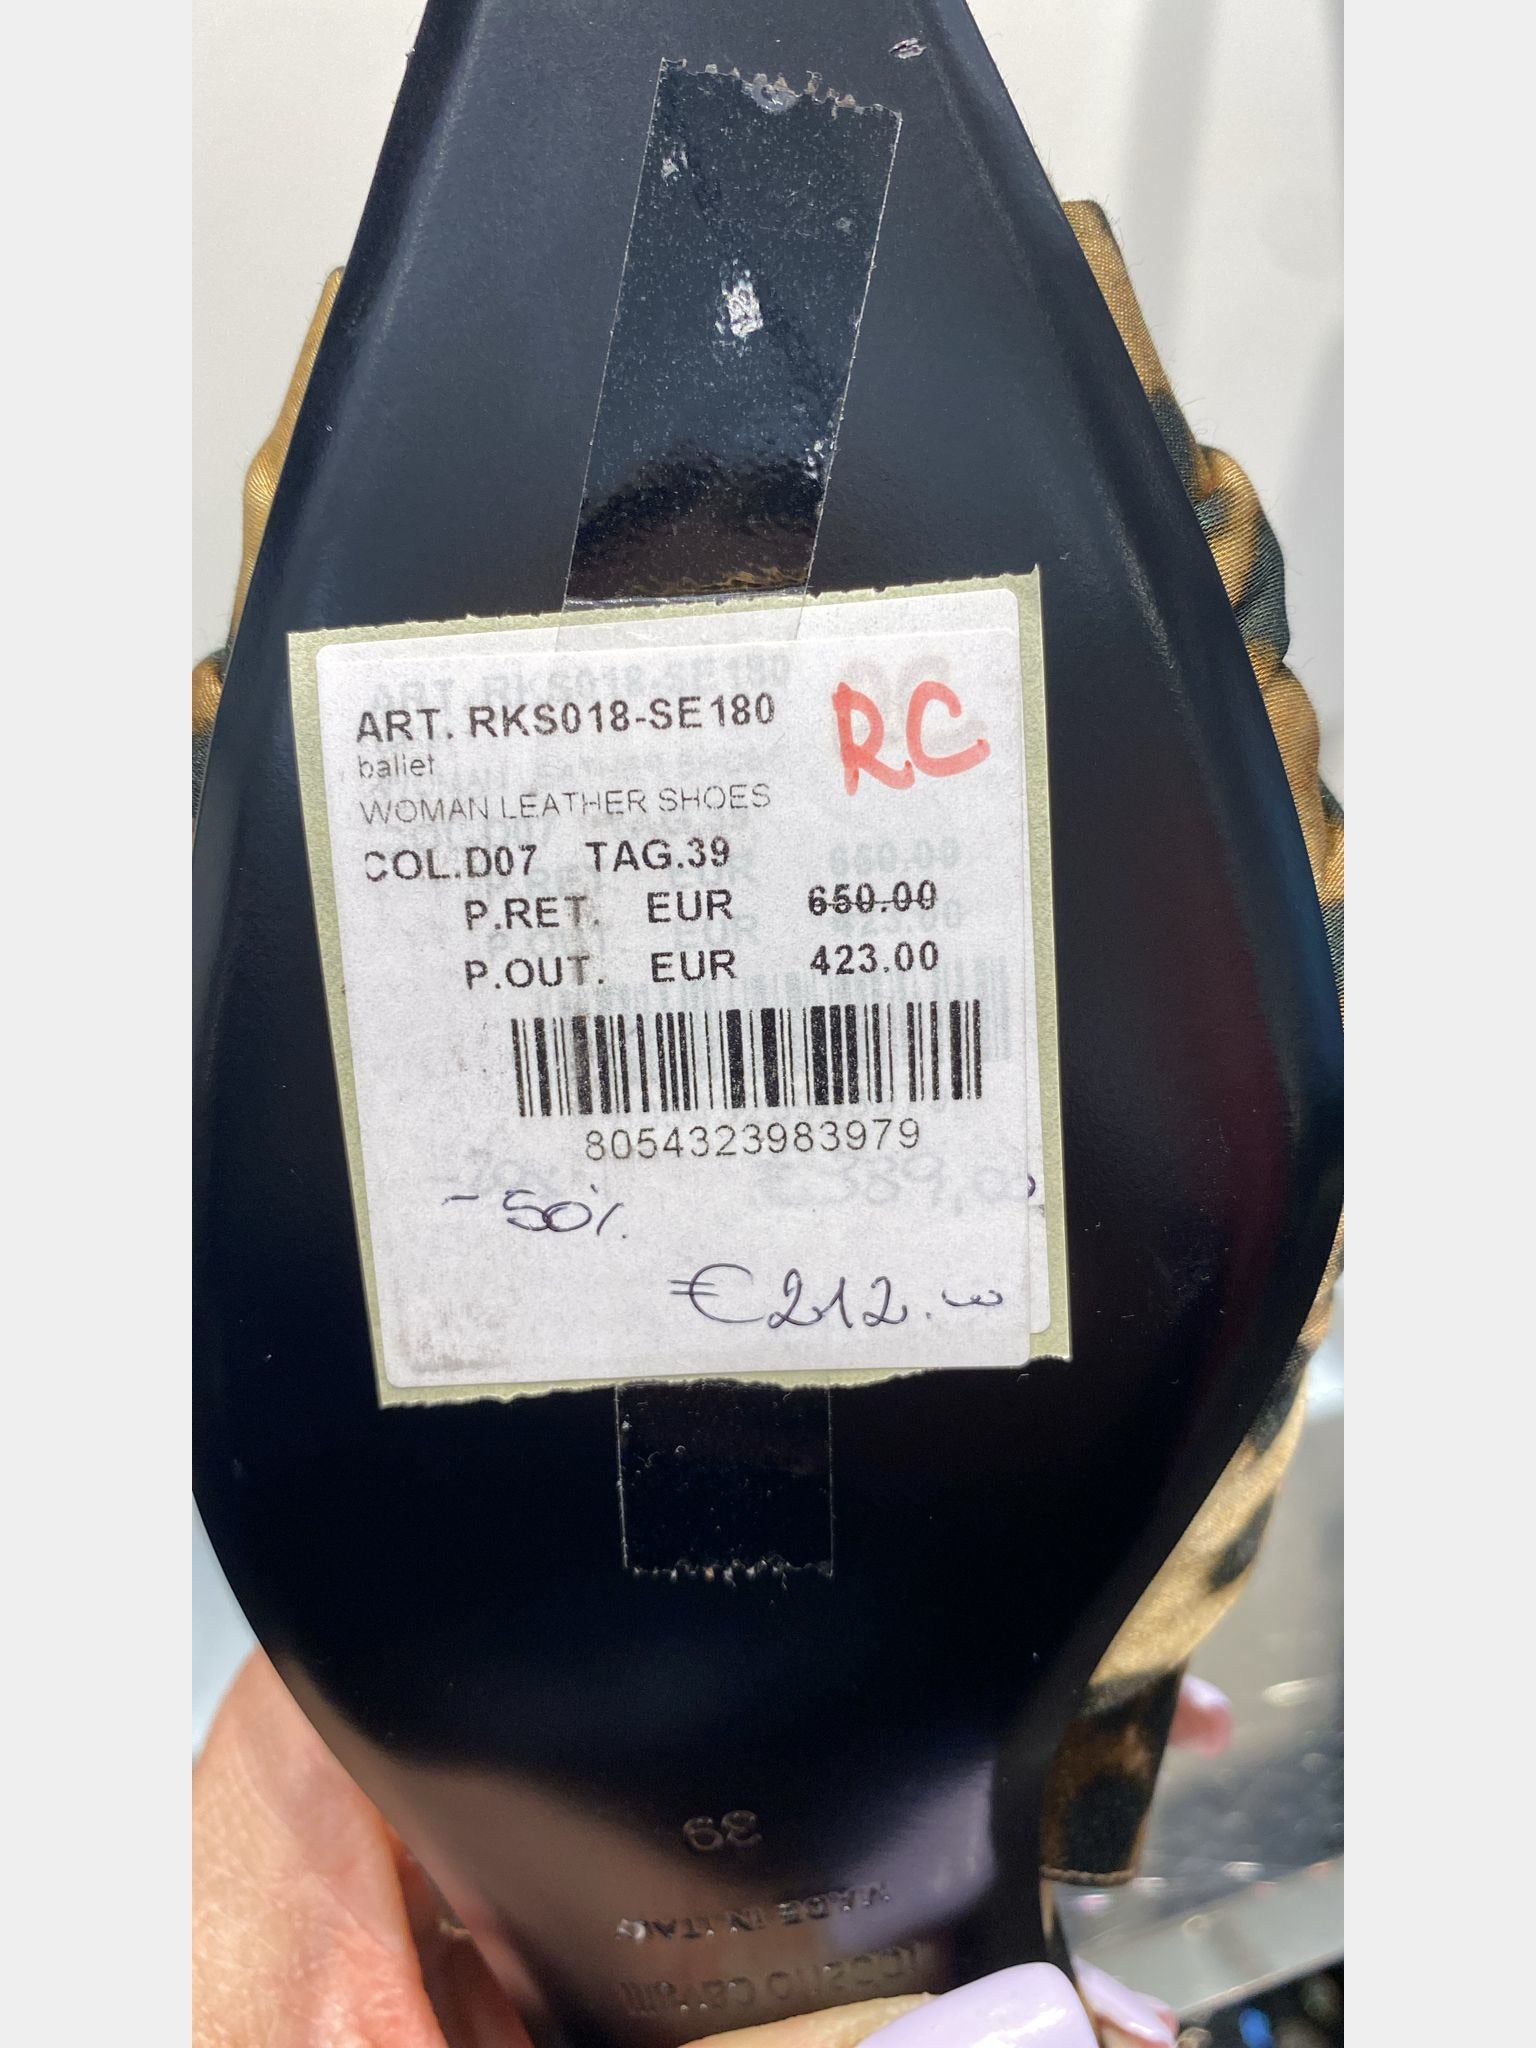 ART. RKS018-SE180
RC
ballet
WOMAN LEATHER SHOES
COL.D07 TAG.39
P.RET. EUR 650.00
P.OUT. EUR 423.00
8054323983979
-50%
€212.00
39
MADE IN ITALY